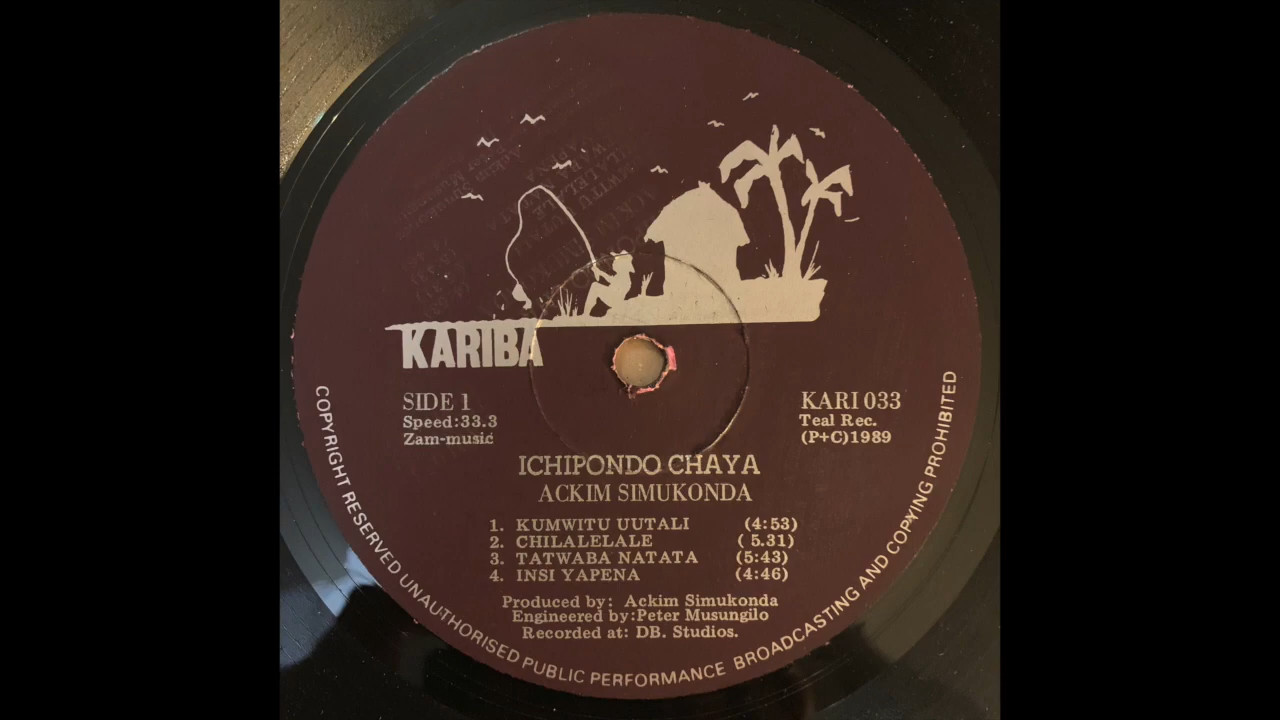 KARIBA
SIDE 1
Speed:33.3
Zam-music
KARI 033
Teal Rec.
(P+C)1989
ICHIPONDO CHAYA
ACKIM SIMUKONDA
1. KUMWITU UUTALI (4:53)
2. CHILALELALE ( 5.31)
3. TATWABA NATATA (5:43)
4. INSI YAPENA (4:46)
Produced by: Ackim Simukonda
Engineered by:Peter Musungilo
Recorded at: DB. Studios.
COPYRIGHT RESERVED UNAUTHORISED PUBLIC PERFORMANCE BROADCASTING AND COPYING PROHIBITED